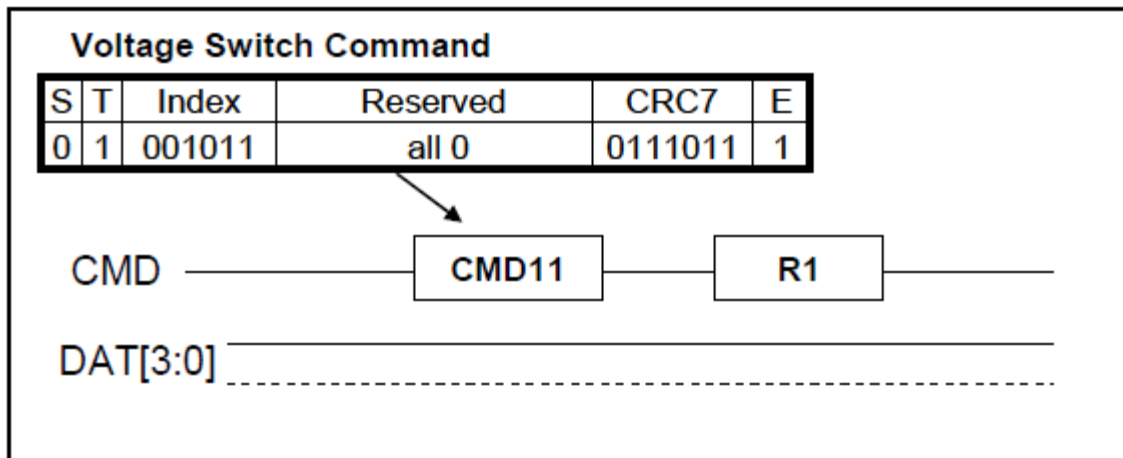 Voltage Switch Command
S T Index Reserved CRC7 E
0 1 001011 all 0 0111011 1
CMD CMD11 R1
DAT[3:0]